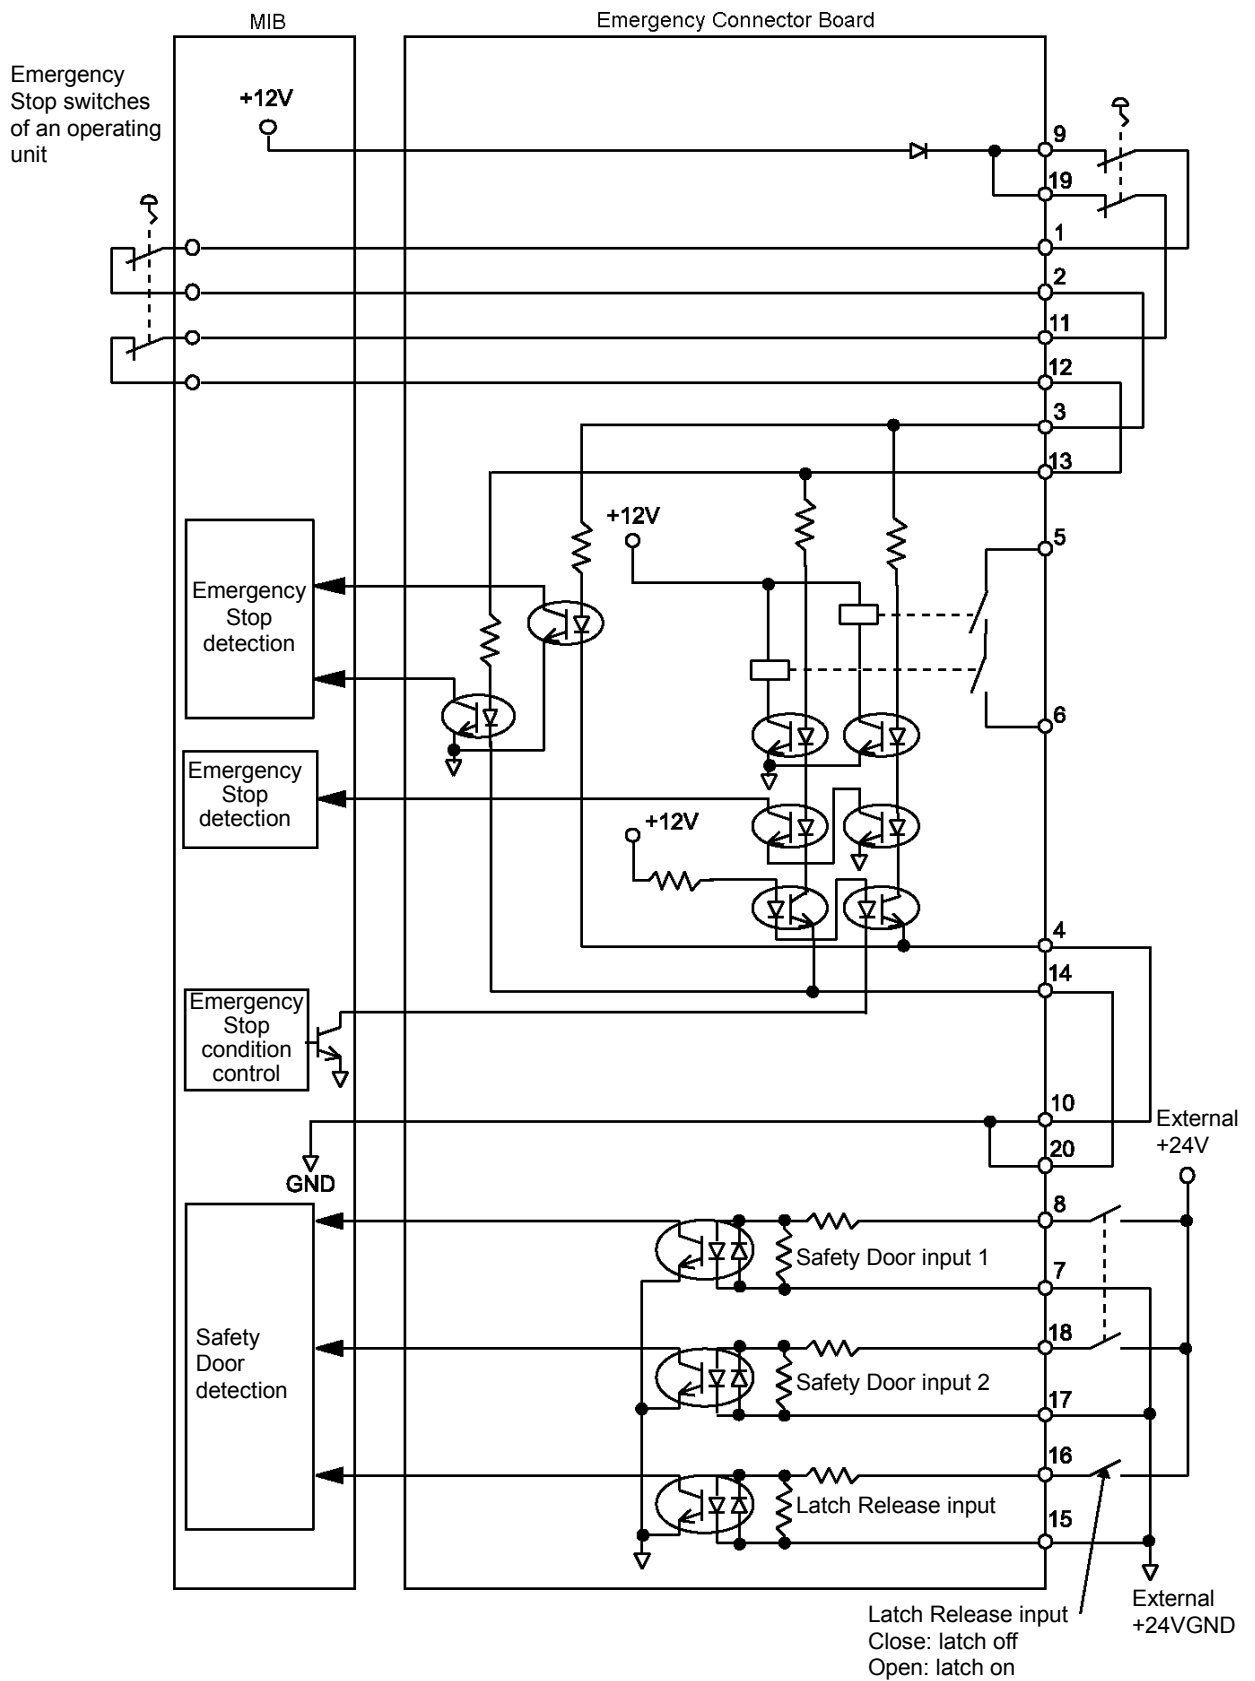 MIB
Emergency Connector Board
Emergency
Stop switches
of an operating
unit
+12V
9
19
1
2
11
12
3
13
+12V
5
Emergency
Stop
detection
6
Emergency
Stop
detection
+12V
4
14
Emergency
Stop
condition
control
10
External
+24V
20
GND
8
Safety Door input 1
7
Safety
Door
detection
18
Safety Door input 2
17
16
Latch Release input
15
External
+24VGND
Latch Release input
Close: latch off
Open: latch on